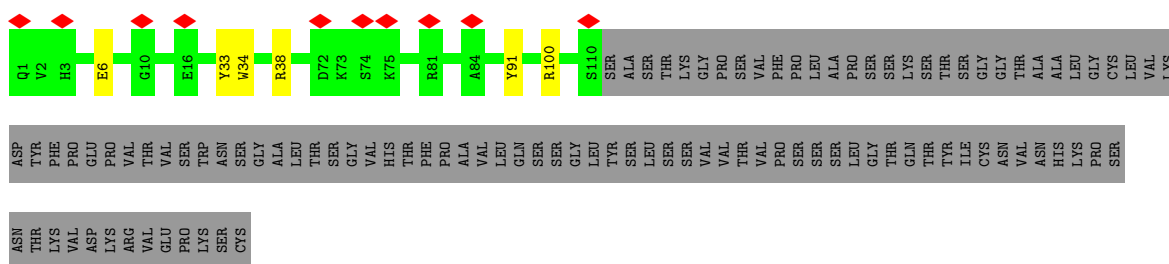 Q1 V2 H3 E6 G10 E16 Y33 W34 R38 D72 K73 S74 K75 R81 A84 Y91 R100 S110 SER ALA SER THR LYS GLY PRO SER VAL PHE PRO LEU ALA PRO SER SER LYS SER THR SER GLY GLY THR ALA ALA LEU GLY CYS LEU VAL LYS
ASP TYR PHE PRO GLU PRO VAL THR VAL SER TRP ASN SER GLY ALA LEU THR SER GLY VAL HIS THR PHE PRO ALA VAL LEU GLN SER SER GLY LEU TYR SER LEU SER SER VAL VAL THR VAL PRO SER SER SER LEU GLY THR GLN THR TYR ILE CYS ASN VAL ASN HIS LYS PRO SER
ASN THR LYS VAL ASP LYS ARG VAL GLU PRO LYS SER CYS